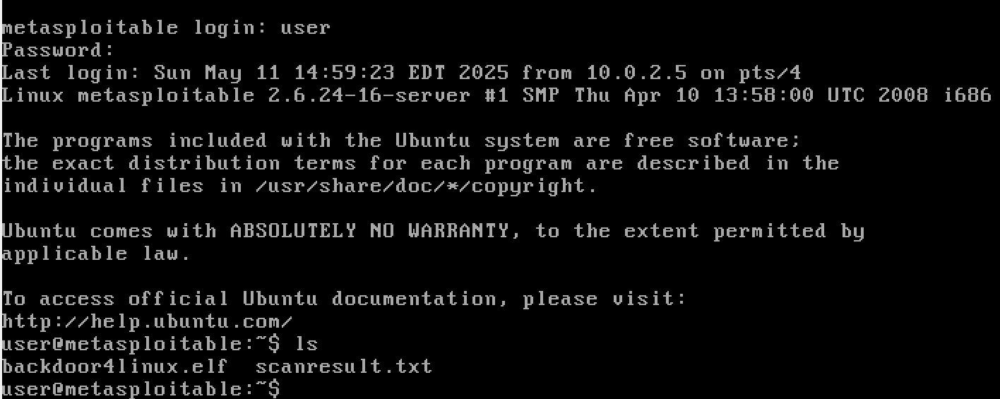 metasploitable login: user
Password:
Last login: Sun May 11 14:59:23 EDT 2025 from 10.0.2.5 on pts/4
Linux metasploitable 2.6.24-16-server #1 SMP Thu Apr 10 13:58:00 UTC 2008 i686
The programs included with the Ubuntu system are free software;
the exact distribution terms for each program are described in the
individual files in /usr/share/doc/*/copyright.
Ubuntu comes with ABSOLUTELY NO WARRANTY, to the extent permitted by
applicable law.
To access official Ubuntu documentation, please visit:
http://help.ubuntu.com/
user@metasploitable:~$ ls
backdoor4linux.elf  scanresult.txt
user@metasploitable:~$